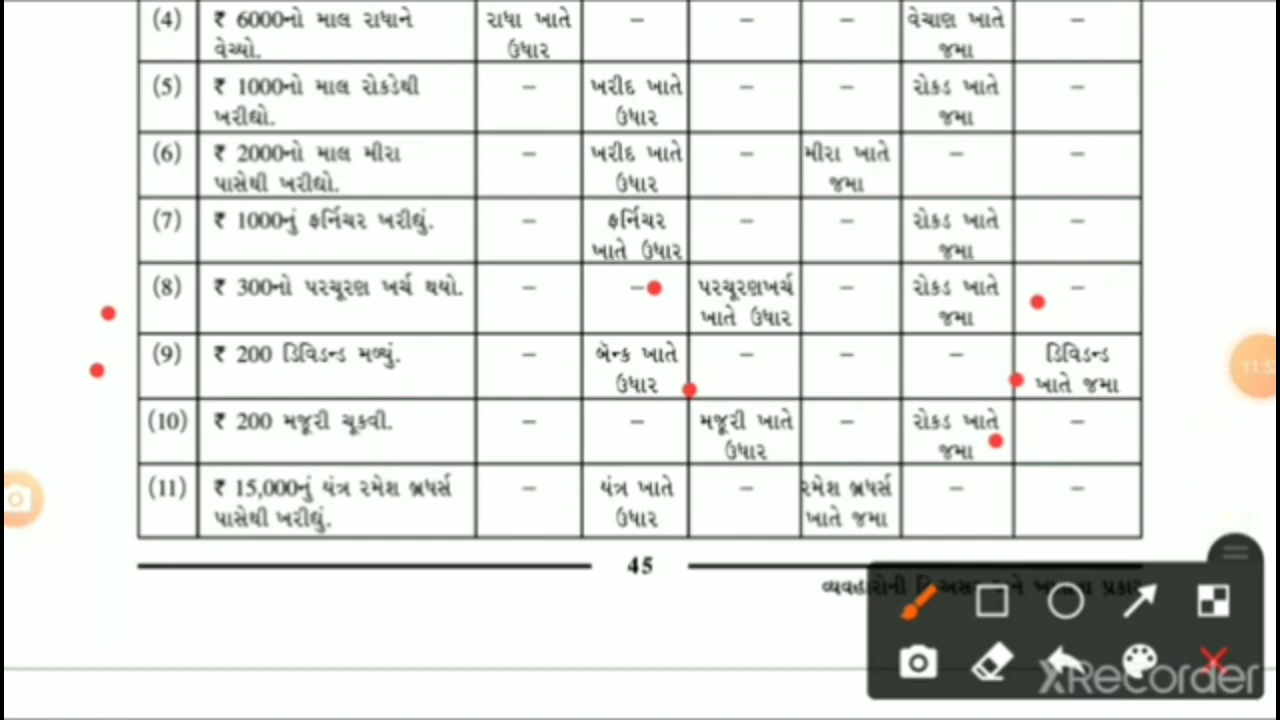 (4) ₹ 6000નો માલ રાધાને રાધા ખાતે – – – વેચાણ ખાતે –
વેચ્યો. ઉધાર જમા
(5) ₹ 1000નો માલ રોકડેથી – ખરીદ ખાતે – – રોકડ ખાતે –
ખરીદ્યો. ઉધાર જમા
(6) ₹ 2000નો માલ મીરા – ખરીદ ખાતે – મીરા ખાતે – –
પાસેથી ખરીદ્યો. ઉધાર જમા
(7) ₹ 1000નું ફર્નિચર ખરીદ્યું. – ફર્નિચર – – રોકડ ખાતે –
ખાતે ઉધાર જમા
(8) ₹ 300નો પરચૂરણ ખર્ચ થયો. – – પરચૂરણખર્ચ – રોકડ ખાતે –
ખાતે ઉધાર જમા
(9) ₹ 200 ડિવિડન્ડ મળ્યું. – બૅન્ક ખાતે – – – ડિવિડન્ડ
ઉધાર ખાતે જમા
(10) ₹ 200 મજૂરી ચૂકવી. – – મજૂરી ખાતે – રોકડ ખાતે –
ઉધાર જમા
(11) ₹ 15,000નું યંત્ર રમેશ બ્રધર્સ – યંત્ર ખાતે – રમેશ બ્રધર્સ – –
પાસેથી ખરીદ્યું. ઉધાર ખાતે જમા
45
વ્યવહારોની
XRecorder